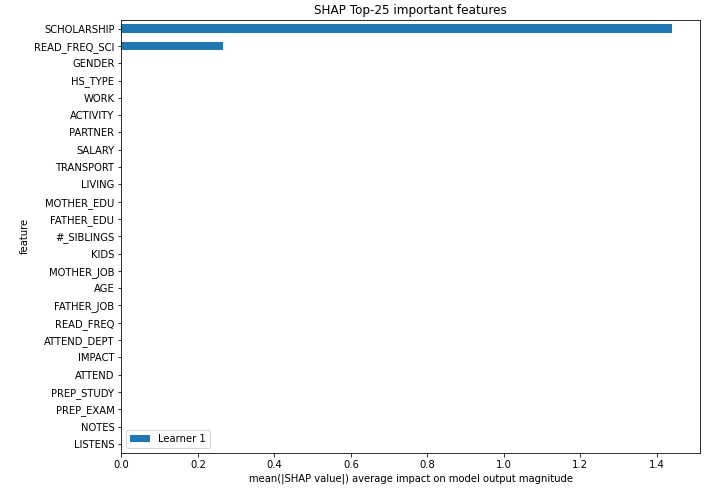 SHAP Top-25 important features
SCHOLARSHIP
READ_FREQ_SCI
GENDER
HS_TYPE
WORK
ACTIVITY
PARTNER
SALARY
TRANSPORT
LIVING
MOTHER_EDU
FATHER_EDU
#_SIBLINGS
KIDS
MOTHER_JOB
AGE
FATHER_JOB
READ_FREQ
ATTEND_DEPT
IMPACT
ATTEND
PREP_STUDY
PREP_EXAM
NOTES
LISTENS
feature
Learner 1
0.0 0.2 0.4 0.6 0.8 1.0 1.2 1.4
mean(|SHAP value|) average impact on model output magnitude